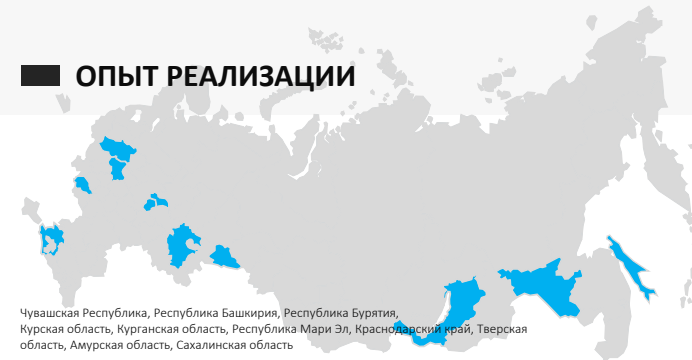 ОПЫТ РЕАЛИЗАЦИИ
Чувашская Республика, Республика Башкирия, Республика Бурятия,
Курская область, Курганская область, Республика Мари Эл, Краснодарский край, Тверская
область, Амурская область, Сахалинская область